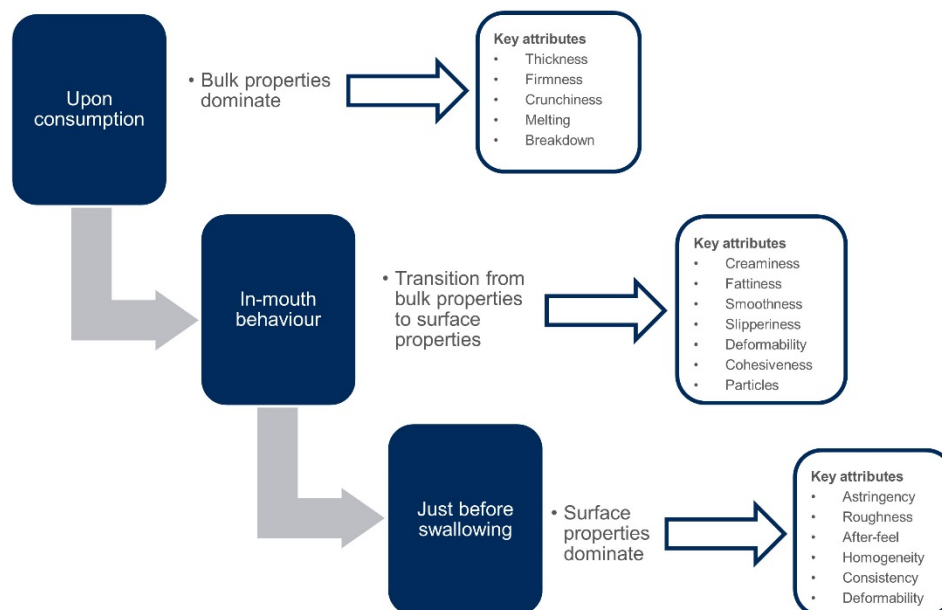 Upon
consumption
• Bulk properties
dominate
Key attributes
• Thickness
• Firmness
• Crunchiness
• Melting
• Breakdown
In-mouth
behaviour
• Transition from
bulk properties
to surface
properties
Key attributes
• Creaminess
• Fattiness
• Smoothness
• Slipperiness
• Deformability
• Cohesiveness
• Particles
Just before
swallowing
• Surface
properties
dominate
Key attributes
• Astringency
• Roughness
• After-feel
• Homogeneity
• Consistency
• Deformability